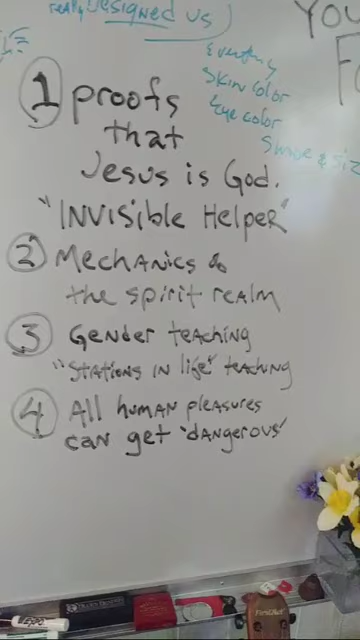 really Designed us
YOU
Everything
Skin color
Eye color
Shape & siz
① proofs
that
Jesus is God.
"INVISIBLE HELPER"
② MECHANICS of
the spirit realm
③ Gender teaching
"Stations in life" teaching
④ All human pleasures
can get "dangerous"
EXPO